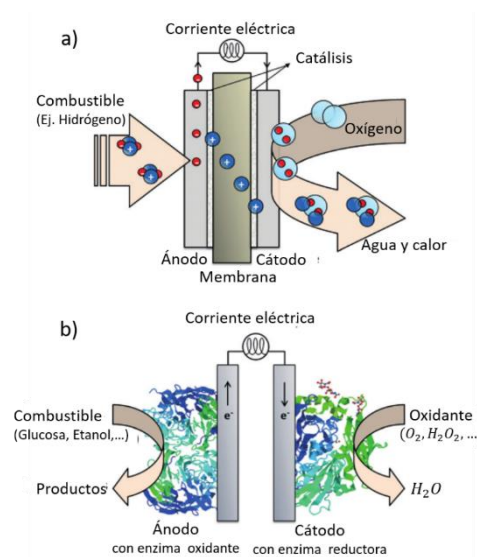 a)
Corriente eléctrica
Catálisis
Combustible
(Ej. Hidrógeno)
Oxígeno
Agua y calor
Ánodo
Cátodo
Membrana
b)
Corriente eléctrica
Combustible
(Glucosa, Etanol,...)
e-
e-
Oxidante
(O₂, H₂O₂, ...)
Productos
H₂O
Ánodo
con enzima oxidante
Cátodo
con enzima reductora